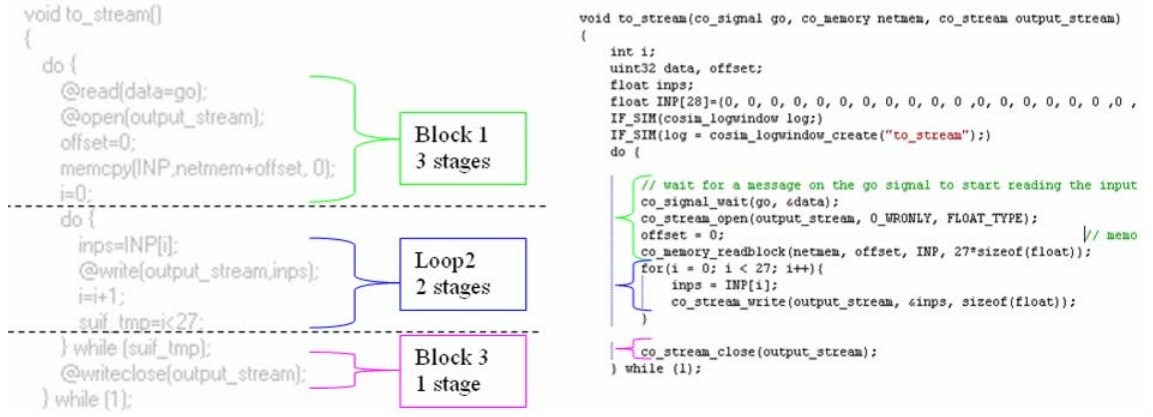 void to_stream()
{
do {
@read(data=go);
@open(output_stream);
offset=0;
memcpy(INP,netmem+offset, 0);
i=0;
do {
inps=INP[i];
@write(output_stream,inps);
i=i+1;
suif_tmp=i<27;
} while (suif_tmp);
@writeclose(output_stream);
} while (1);
Block 1
3 stages
Loop2
2 stages
Block 3
1 stage
void to_stream(co_signal go, co_memory netmem, co_stream output_stream)
{
int i;
uint32 data, offset;
float inps;
float INP[28]={0, 0, 0, 0, 0, 0, 0, 0, 0, 0, 0 ,0, 0, 0, 0, 0, 0, 0 ,0 ,
IF_SIM(cosim_logwindow log;)
IF_SIM(log = cosim_logwindow_create("to_stream");)
do {
// wait for a message on the go signal to start reading the input
co_signal_wait(go, &data);
co_stream_open(output_stream, O_WRONLY, FLOAT_TYPE);
offset = 0; // memo
co_memory_readblock(netmem, offset, INP, 27*sizeof(float));
for(i = 0; i < 27; i++){
inps = INP[i];
co_stream_write(output_stream, &inps, sizeof(float));
}
co_stream_close(output_stream);
} while (1);